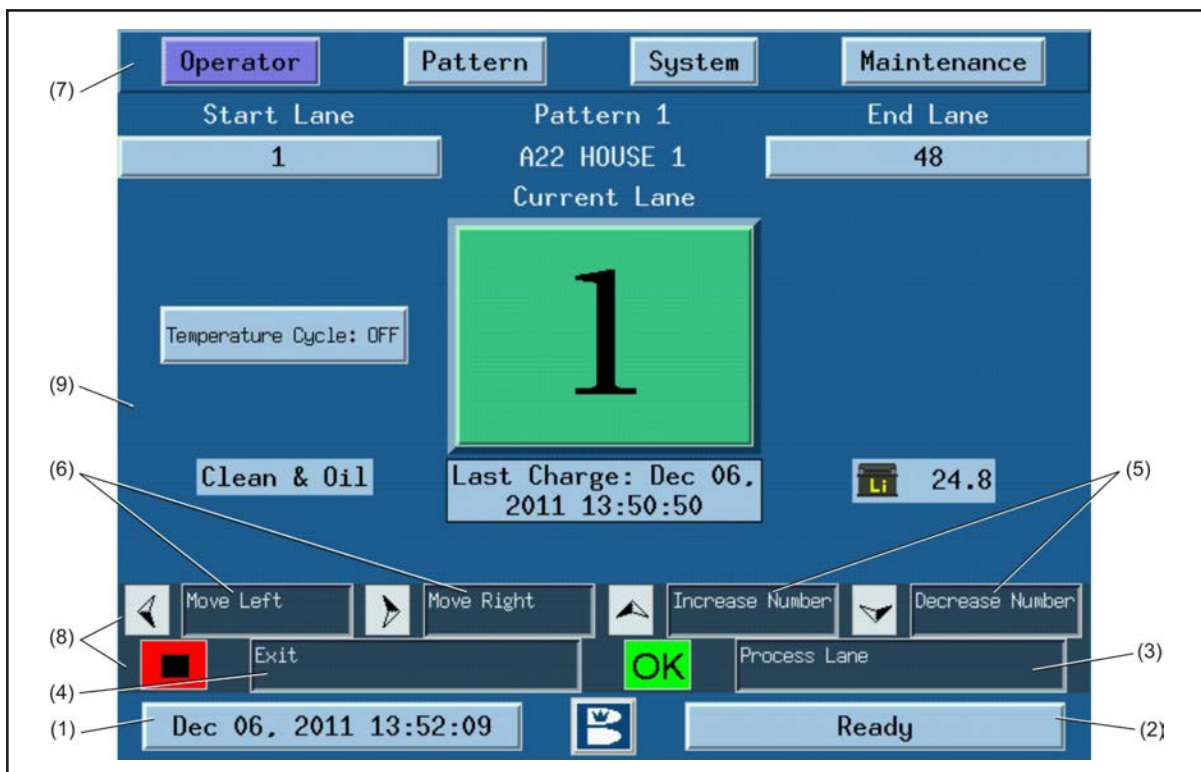 Operator Pattern System Maintenance
(7)
Start Lane Pattern 1 End Lane
1 A22 HOUSE 1 48
Current Lane
1
Temperature Cycle: OFF
(9)
(6)
Clean & Oil Last Charge: Dec 06, Li 24.8 (5)
2011 13:50:50
Move Left Move Right Increase Number Decrease Number
(8)
Exit OK Process Lane (3)
(4)
(1) Dec 06, 2011 13:52:09 B Ready (2)